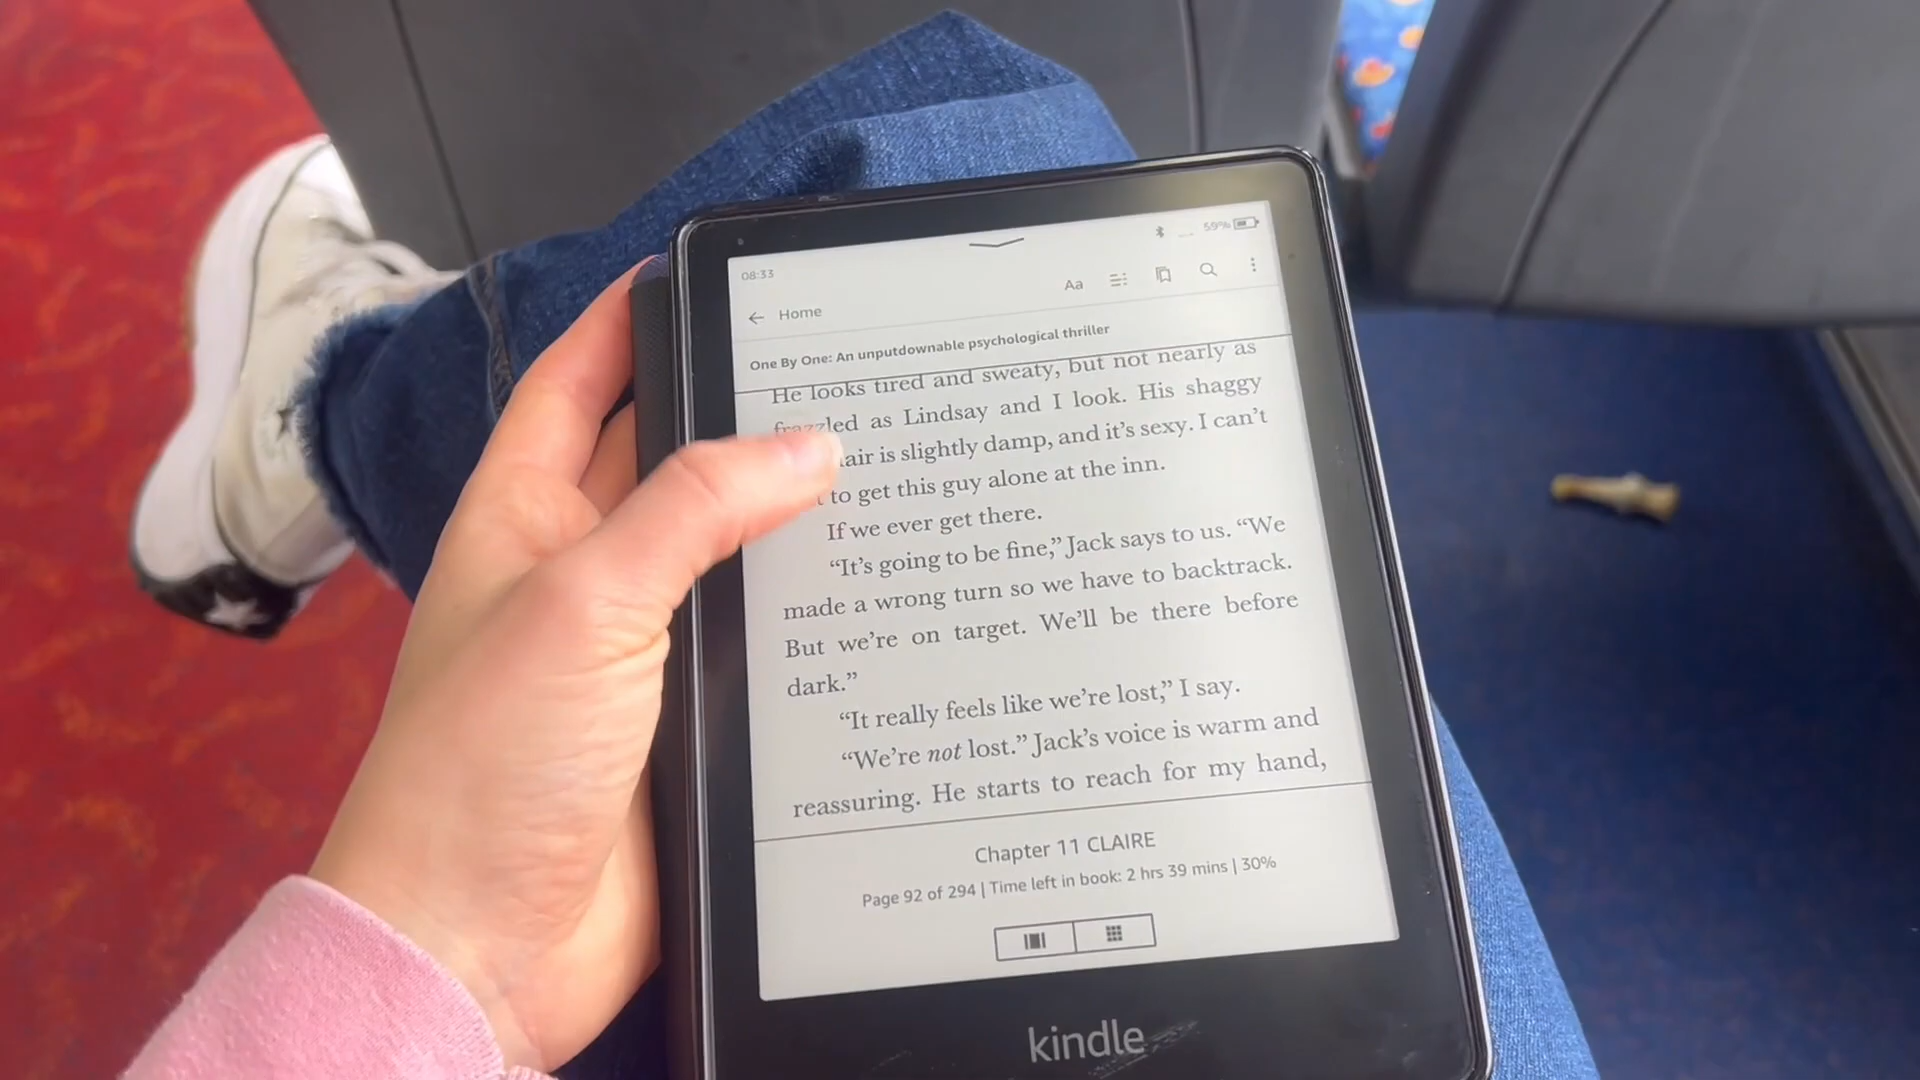 08:33
59%
Home
Aa
One By One: An unputdownable psychological thriller
He looks tired and sweaty, but not nearly as
frazzled as Lindsay and I look. His shaggy
is slightly damp, and it's sexy. I can't
to get this guy alone at the inn.
If we ever get there.
“It's going to be fine,” Jack says to us. “We
made a wrong turn so we have to backtrack.
But we're on target. We'll be there before
dark.”
“It really feels like we're lost,” I say.
“We're not lost.” Jack's voice is warm and
reassuring. He starts to reach for my hand,
Chapter 11 CLAIRE
Page 92 of 294 | Time left in book: 2 hrs 39 mins | 30%
kindle